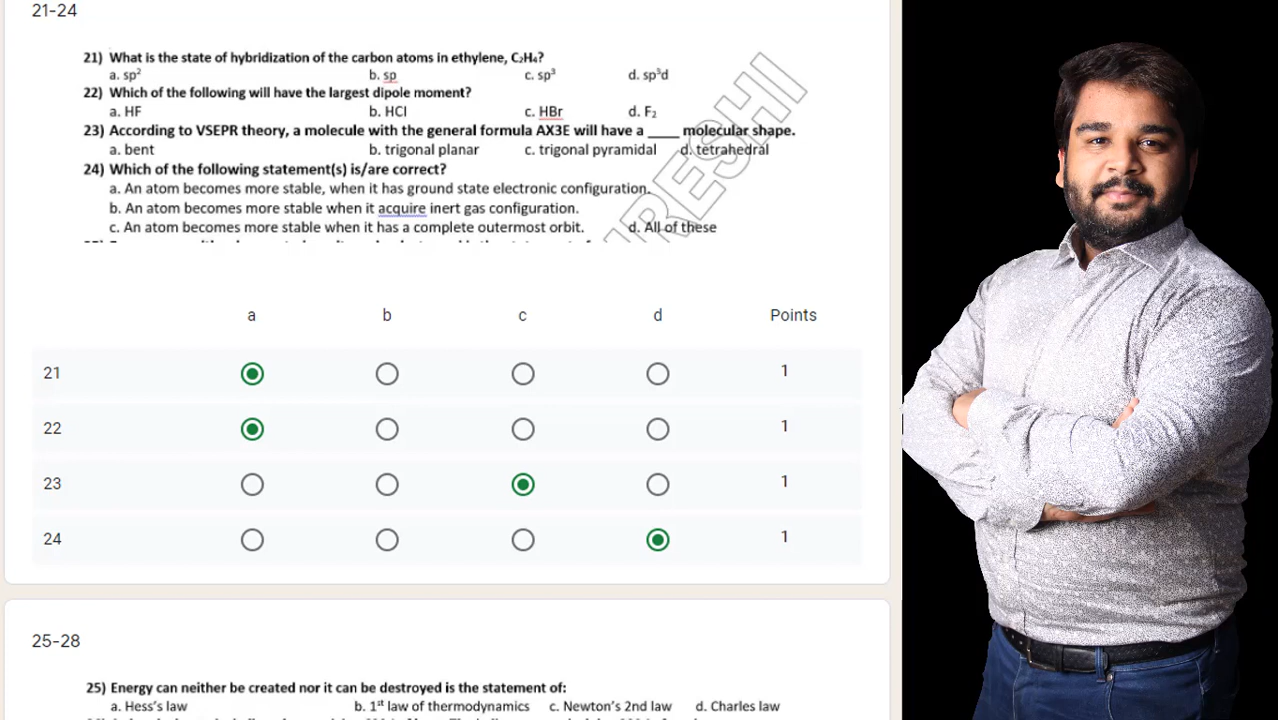 21-24
21) What is the state of hybridization of the carbon atoms in ethylene, C₂H₄?
a. sp² b. sp c. sp³ d. sp³d
22) Which of the following will have the largest dipole moment?
a. HF b. HCl c. HBr d. F₂
23) According to VSEPR theory, a molecule with the general formula AX3E will have a ____ molecular shape.
a. bent b. trigonal planar c. trigonal pyramidal d. tetrahedral
24) Which of the following statement(s) is/are correct?
a. An atom becomes more stable, when it has ground state electronic configuration.
b. An atom becomes more stable when it acquire inert gas configuration.
c. An atom becomes more stable when it has a complete outermost orbit. d. All of these
a b c d Points
21 1
22 1
23 1
24 1
25-28
25) Energy can neither be created nor it can be destroyed is the statement of:
a. Hess's law b. 1ˢᵗ law of thermodynamics c. Newton's 2nd law d. Charles law